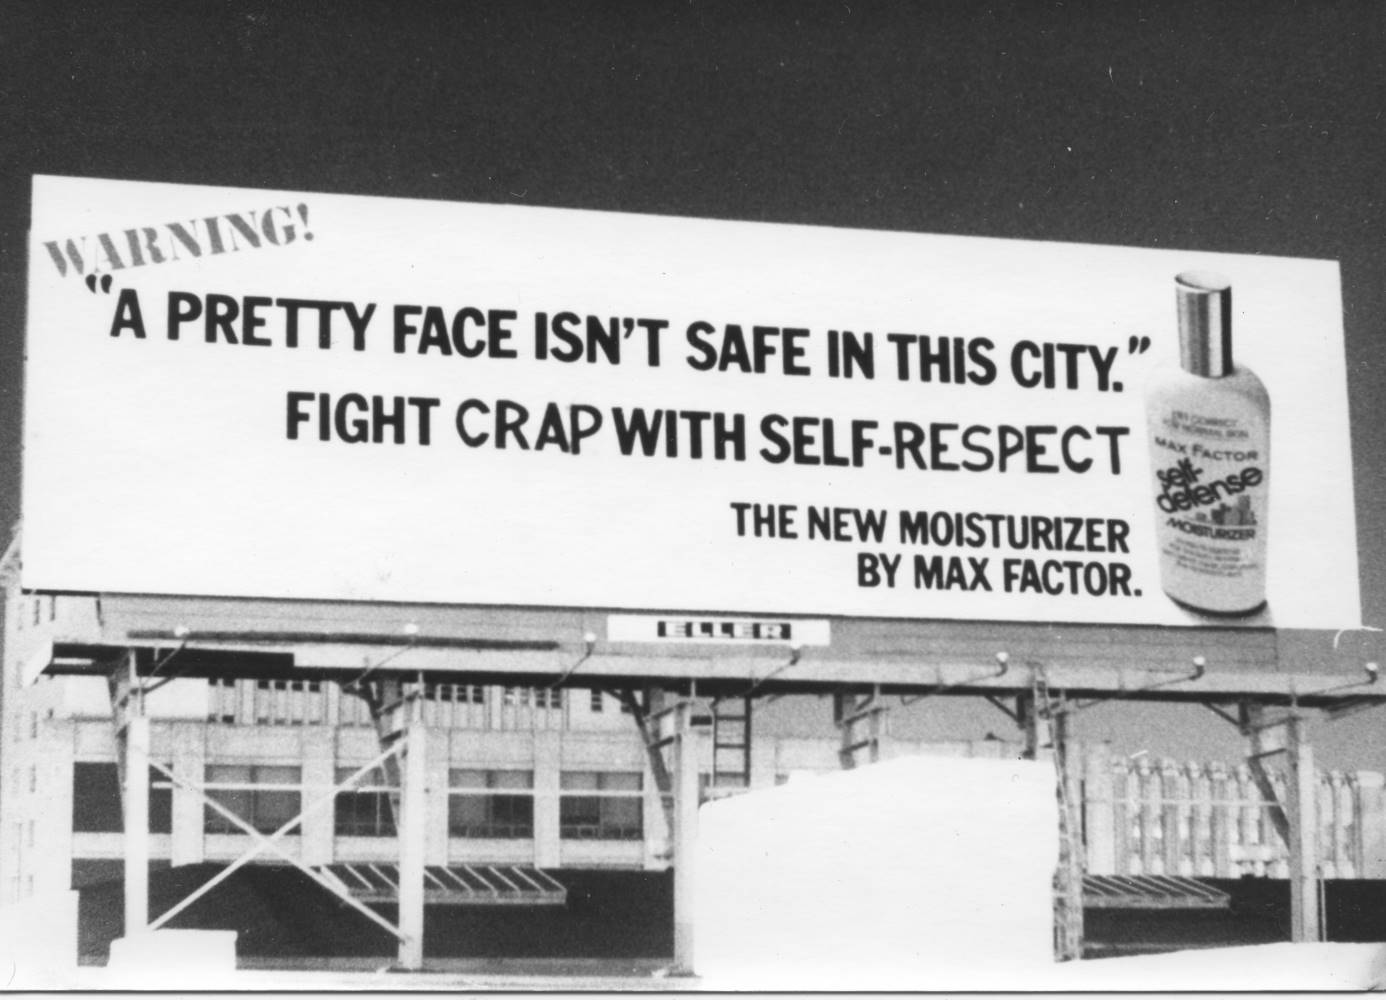 WARNING!
“A PRETTY FACE ISN’T SAFE IN THIS CITY.”
FIGHT CRAP WITH SELF-RESPECT
THE NEW MOISTURIZER
BY MAX FACTOR.
MAX FACTOR
self-
defense
MOISTURIZER
ELLER